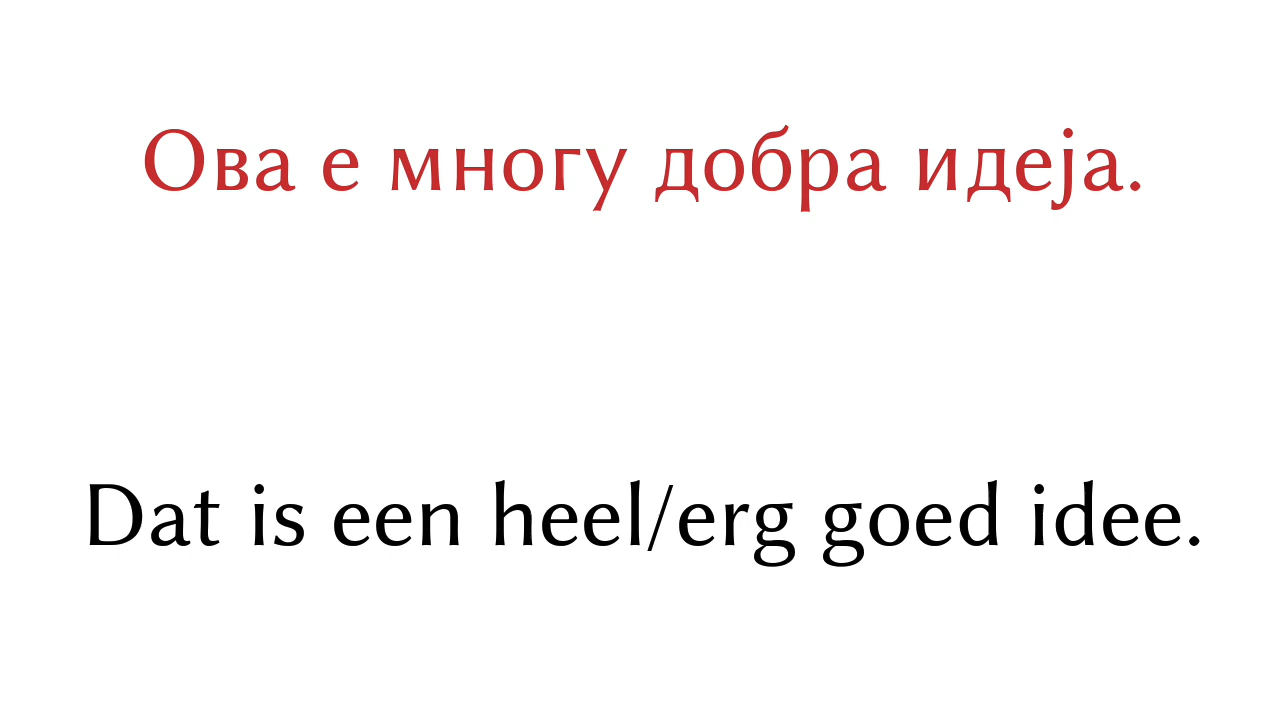 Ова е многу добра идеја.
Dat is een heel/erg goed idee.